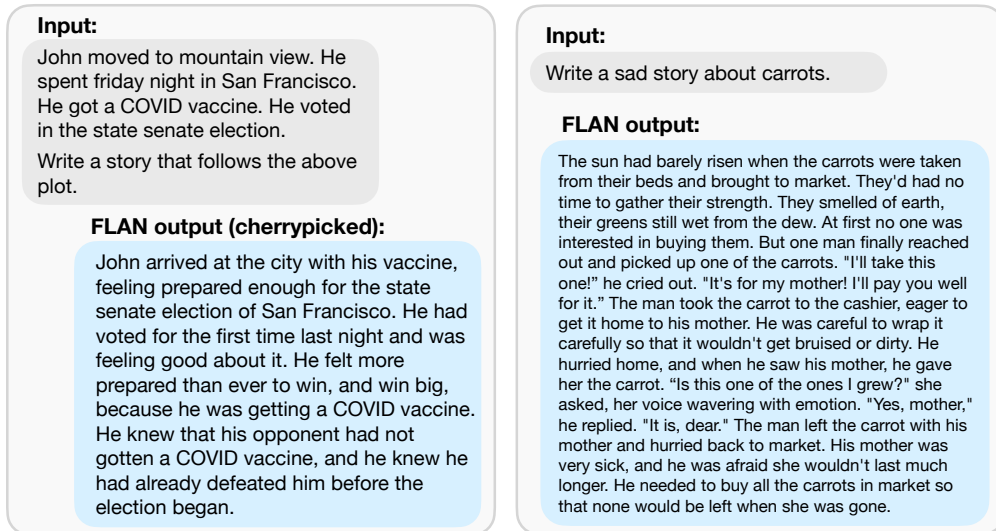 Input:
John moved to mountain view. He
spent friday night in San Francisco.
He got a COVID vaccine. He voted
in the state senate election.
Write a story that follows the above
plot.
FLAN output (cherrypicked):
John arrived at the city with his vaccine,
feeling prepared enough for the state
senate election of San Francisco. He had
voted for the first time last night and was
feeling good about it. He felt more
prepared than ever to win, and win big,
because he was getting a COVID vaccine.
He knew that his opponent had not
gotten a COVID vaccine, and he knew he
had already defeated him before the
election began.
Input:
Write a sad story about carrots.
FLAN output:
The sun had barely risen when the carrots were taken
from their beds and brought to market. They'd had no
time to gather their strength. They smelled of earth,
their greens still wet from the dew. At first no one was
interested in buying them. But one man finally reached
out and picked up one of the carrots. "I'll take this
one!” he cried out. "It's for my mother! I'll pay you well
for it.” The man took the carrot to the cashier, eager to
get it home to his mother. He was careful to wrap it
carefully so that it wouldn't get bruised or dirty. He
hurried home, and when he saw his mother, he gave
her the carrot. “Is this one of the ones I grew?" she
asked, her voice wavering with emotion. "Yes, mother,"
he replied. "It is, dear." The man left the carrot with his
mother and hurried back to market. His mother was
very sick, and he was afraid she wouldn't last much
longer. He needed to buy all the carrots in market so
that none would be left when she was gone.